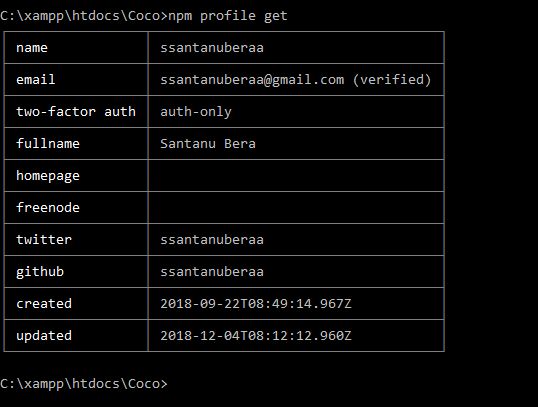 C:\xampp\htdocs\Coco>npm profile get
name ssantanuberaa
email ssantanuberaa@gmail.com (verified)
two-factor auth auth-only
fullname Santanu Bera
homepage
freenode
twitter ssantanuberaa
github ssantanuberaa
created 2018-09-22T08:49:14.967Z
updated 2018-12-04T08:12:12.960Z
C:\xampp\htdocs\Coco>